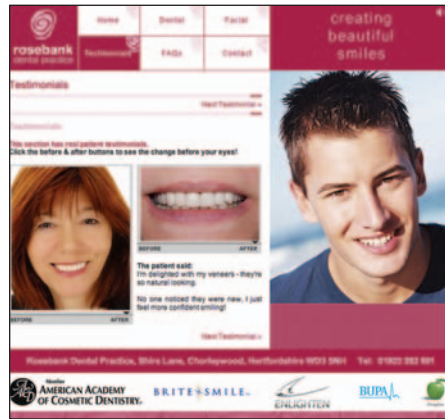 Home Dental Facial
creating
beautiful
smiles
rosebank
dental practice
Testimonials FAQs Contact
Testimonials
Next Testimonial »
Testimonials
This section has real patient testimonials.
Click the before & after buttons to see the change before your eyes!
BEFORE AFTER
The patient said:
I'm delighted with my veneers - they're
so natural looking.
No one noticed they were new, I just
feel more confident smiling!
BEFORE AFTER
Next Testimonial »
Rosebank Dental Practice, Shire Lane, Chorleywood, Hertfordshire WD3 5NH Tel:
Member
AMERICAN ACADEMY
OF COSMETIC DENTISTRY
BRITE SMILE
ENLIGHTEN
BUPA